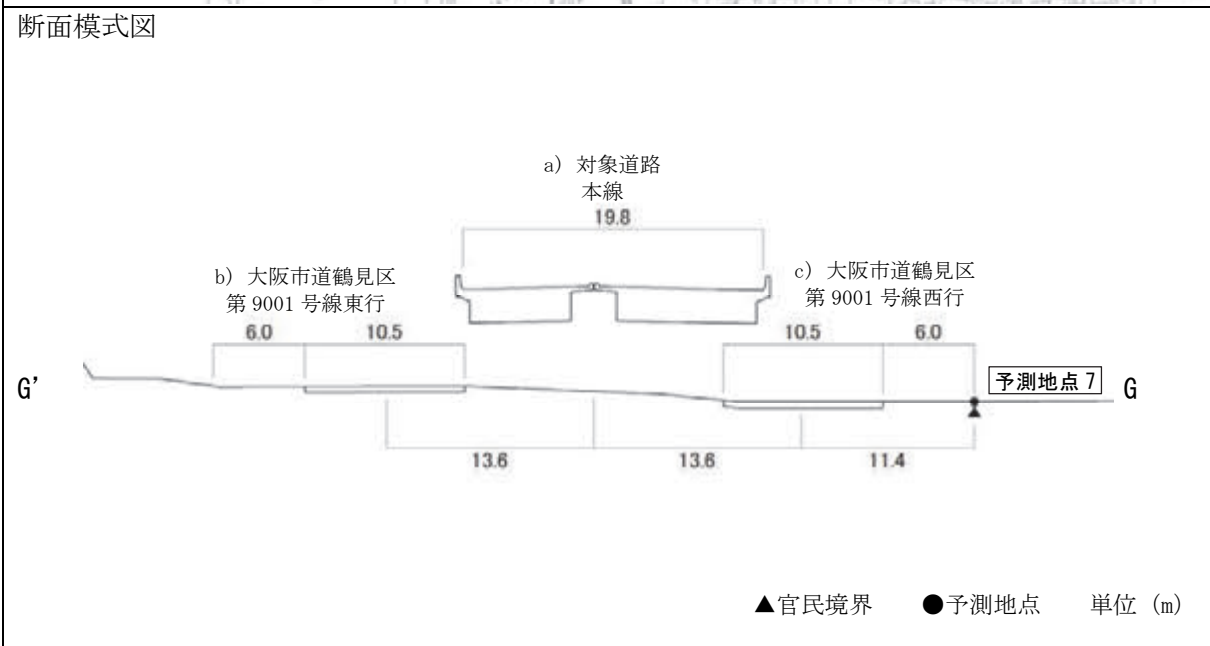 断面模式図
a) 対象道路
本線
19.8
b) 大阪市道鶴見区
第 9001 号線東行
c) 大阪市道鶴見区
第 9001 号線西行
6.0
10.5
10.5
6.0
G'
予測地点 7
G
13.6
13.6
11.4
▲官民境界 ●予測地点 単位 (m)